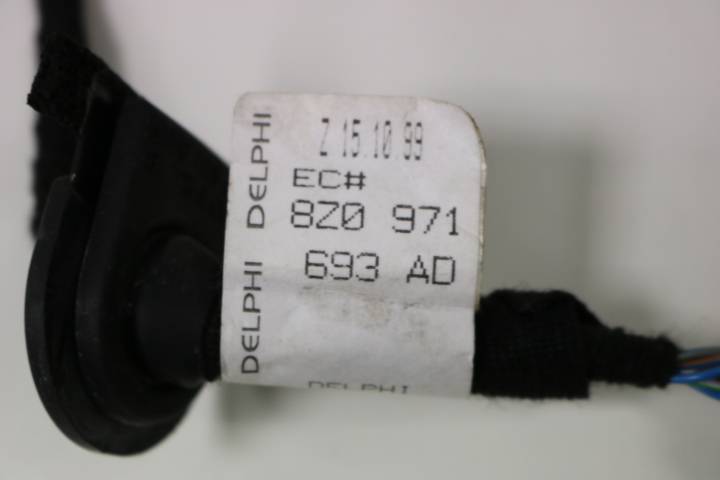 Z 15.10.99
EC#
8Z0 971
693 AD
DELPHI
DELPHI
DELPHI